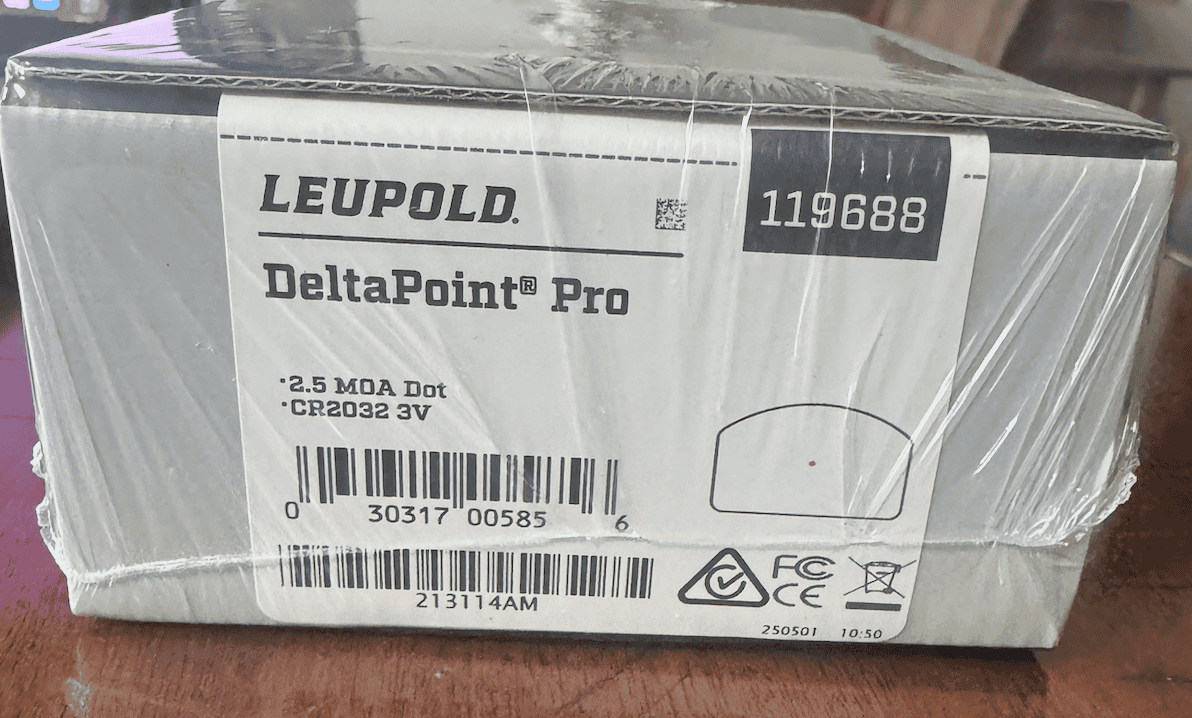 LEUPOLD.
119688
DeltaPoint® Pro
·2.5 MOA Dot
·CR2032 3V
0 30317 00585 6
213114AM
FC CE
250501 10:50